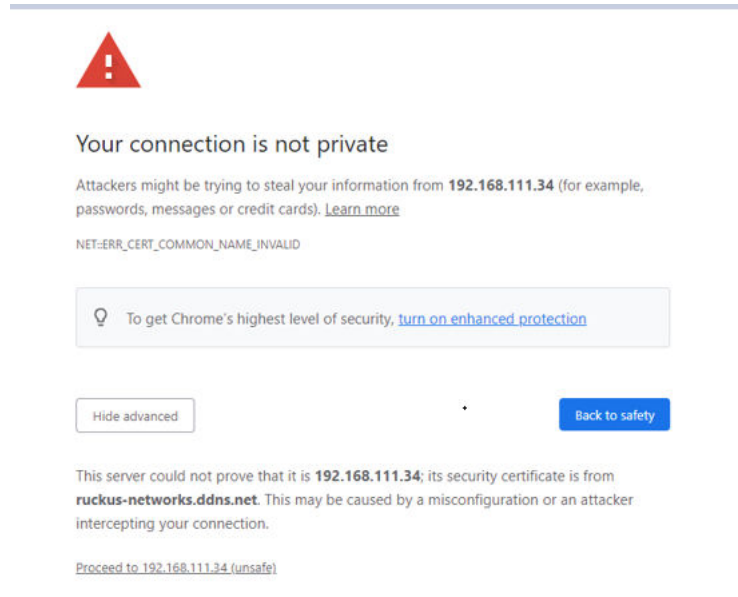 Your connection is not private
Attackers might be trying to steal your information from 192.168.111.34 (for example,
passwords, messages or credit cards). Learn more
NET::ERR_CERT_COMMON_NAME_INVALID
To get Chrome's highest level of security, turn on enhanced protection
Hide advanced
Back to safety
This server could not prove that it is 192.168.111.34; its security certificate is from
ruckus-networks.ddns.net. This may be caused by a misconfiguration or an attacker
intercepting your connection.
Proceed to 192.168.111.34 (unsafe)